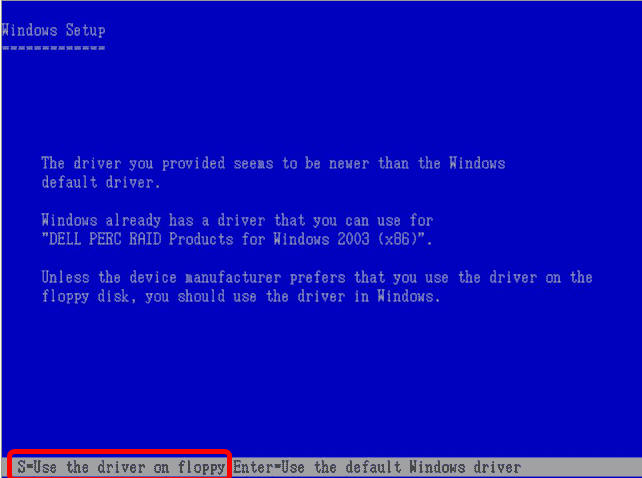 Windows Setup
=============
The driver you provided seems to be newer than the Windows
default driver.
Windows already has a driver that you can use for
"DELL PERC RAID Products for Windows 2003 (x86)".
Unless the device manufacturer prefers that you use the driver on the
floppy disk, you should use the driver in Windows.
S=Use the driver on floppy Enter=Use the default Windows driver